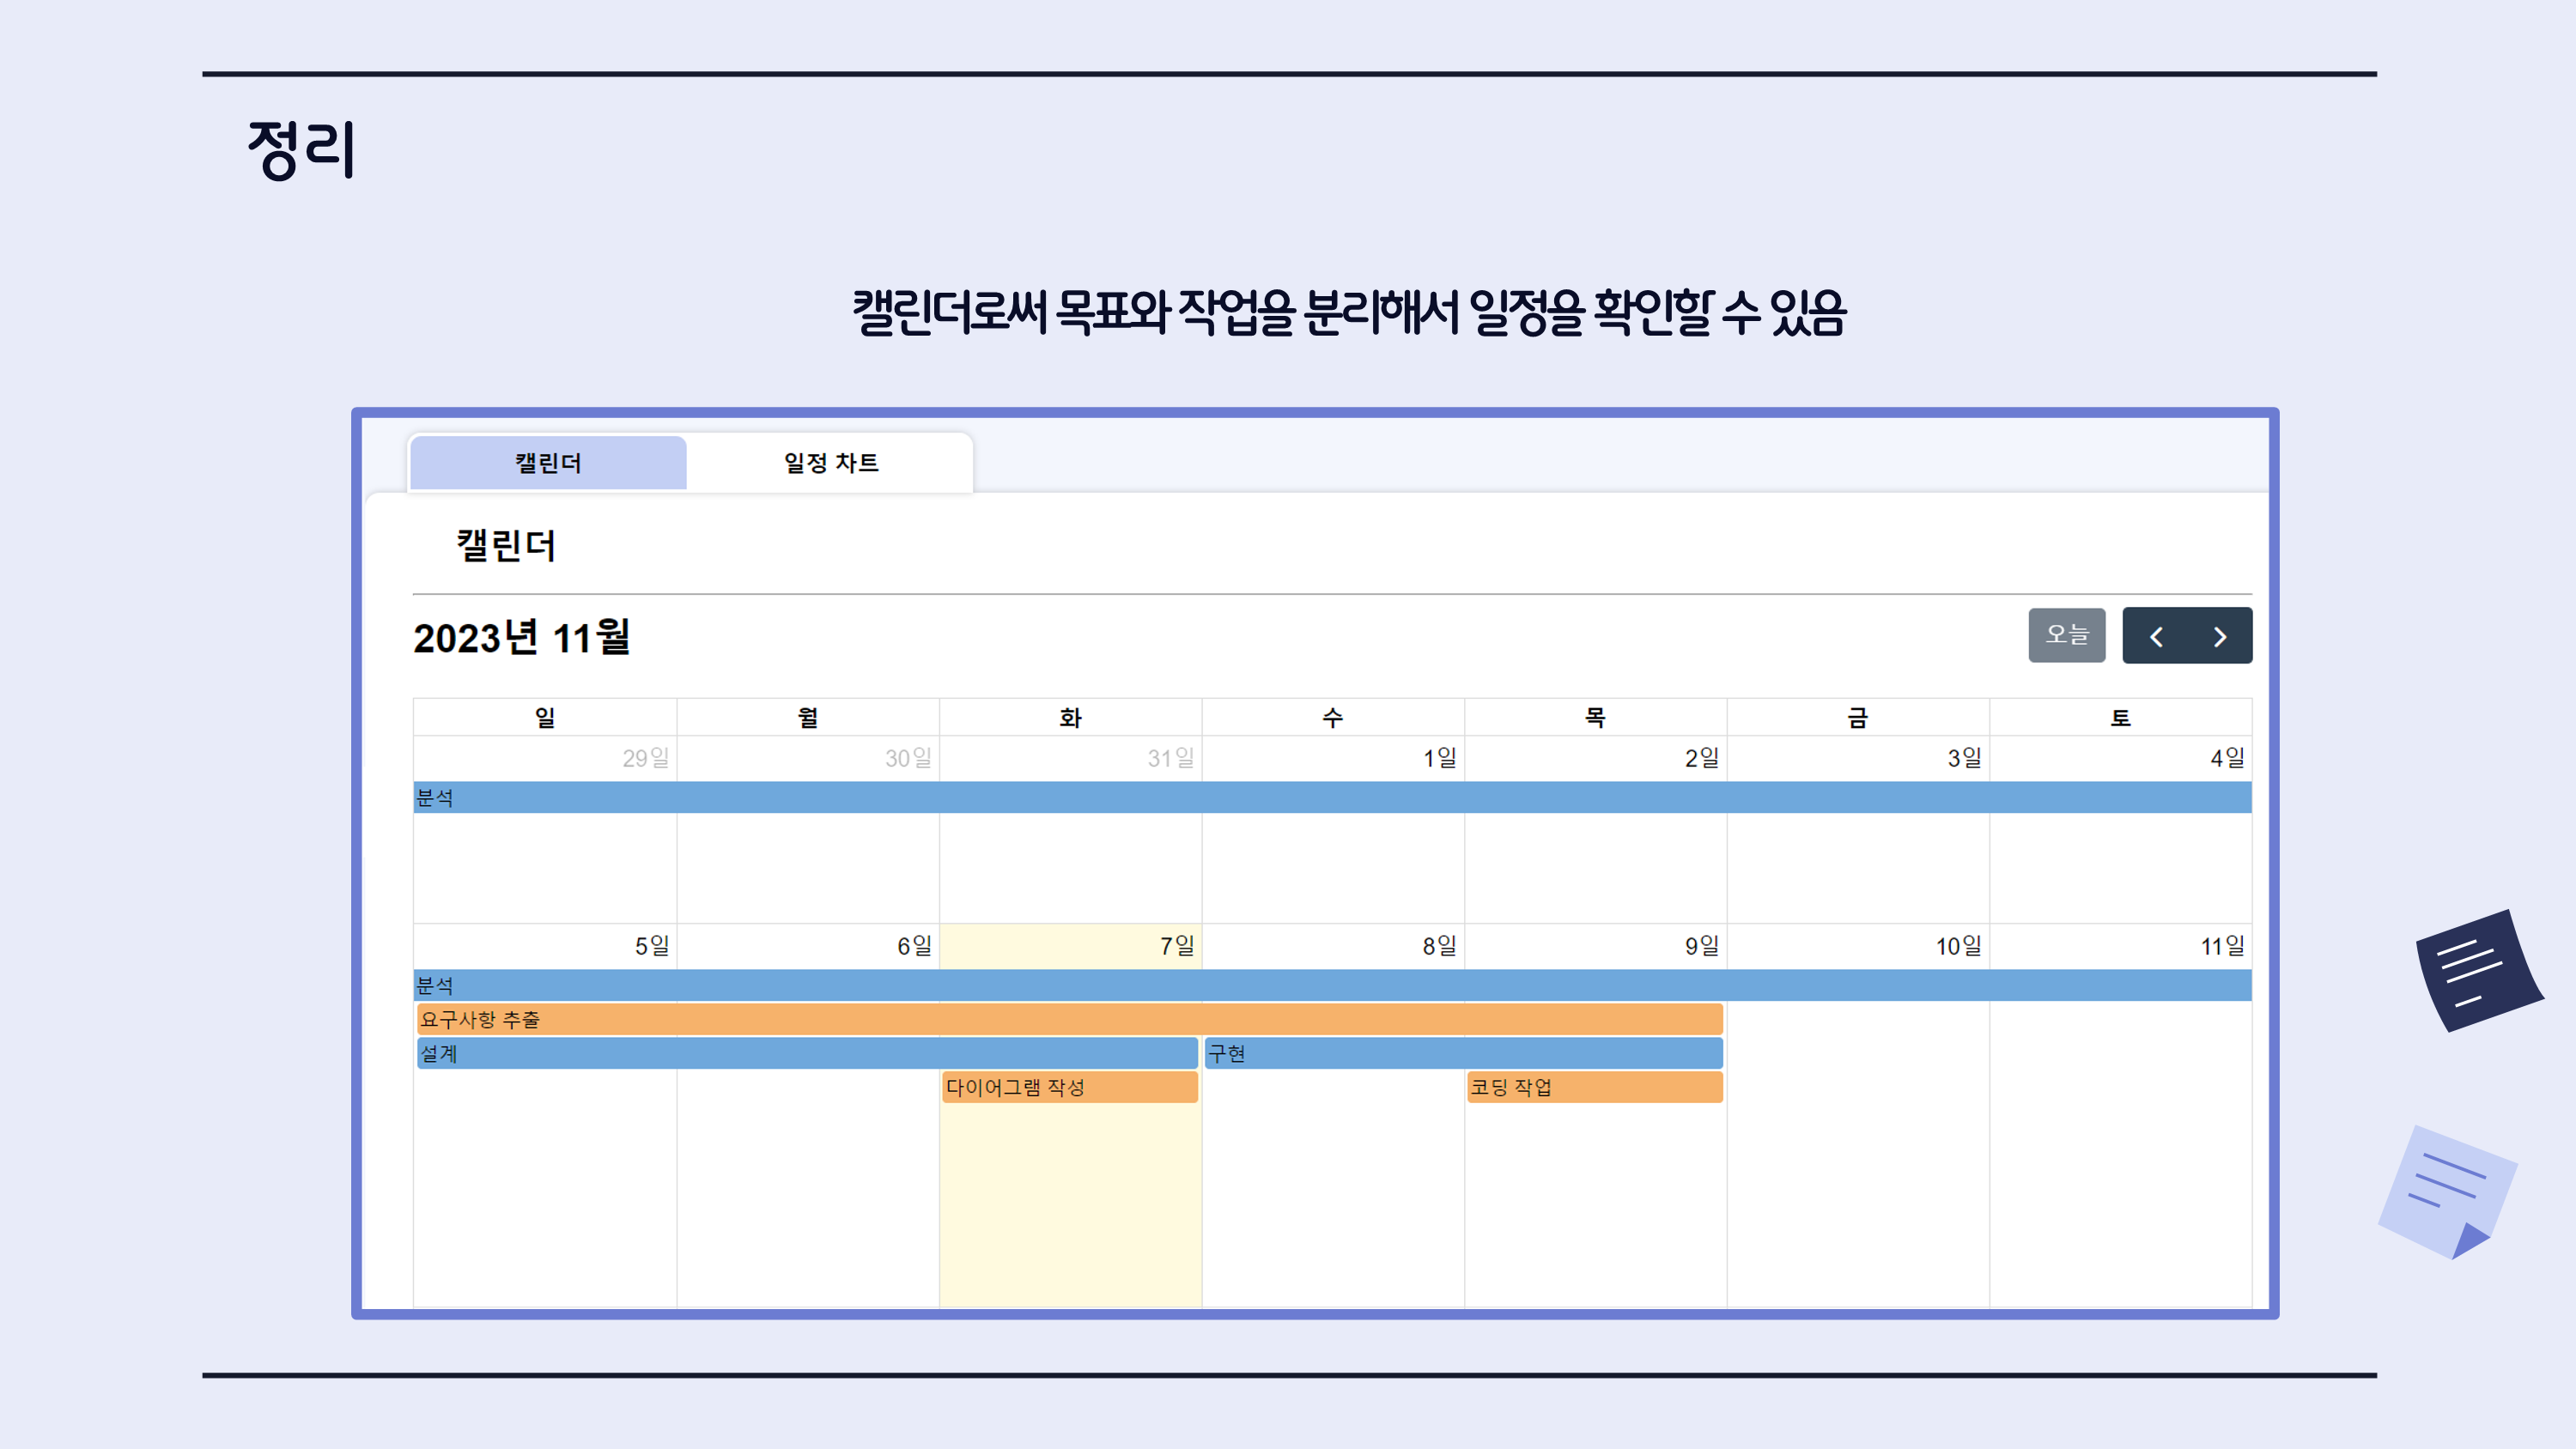 정리
캘린더로써 목표와 작업을 분리해서 일정을 확인할 수 있음
캘린더 일정 차트
캘린더
2023년 11월 오늘
일 월 화 수 목 금 토
29일 30일 31일 1일 2일 3일 4일
분석
5일 6일 7일 8일 9일 10일 11일
분석
요구사항 추출
설계 구현
다이어그램 작성 코딩 작업